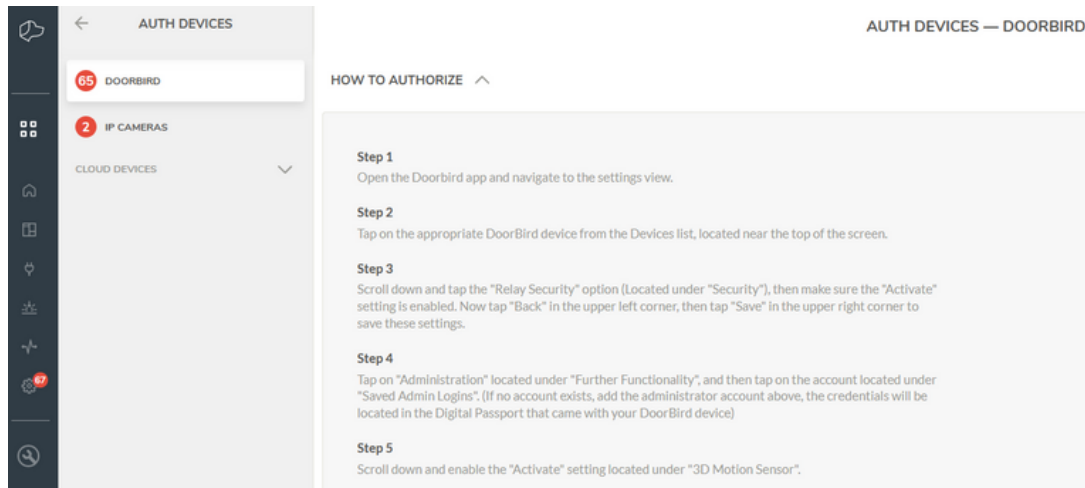 AUTH DEVICES
AUTH DEVICES — DOORBIRD
65 DOORBIRD
2 IP CAMERAS
CLOUD DEVICES
67
HOW TO AUTHORIZE
Step 1
Open the Doorbird app and navigate to the settings view.
Step 2
Tap on the appropriate DoorBird device from the Devices list, located near the top of the screen.
Step 3
Scroll down and tap the "Relay Security" option (Located under "Security"), then make sure the "Activate"
setting is enabled. Now tap "Back" in the upper left corner, then tap "Save" in the upper right corner to
save these settings.
Step 4
Tap on "Administration" located under "Further Functionality", and then tap on the account located under
"Saved Admin Logins". (If no account exists, add the administrator account above, the credentials will be
located in the Digital Passport that came with your DoorBird device)
Step 5
Scroll down and enable the "Activate" setting located under "3D Motion Sensor".